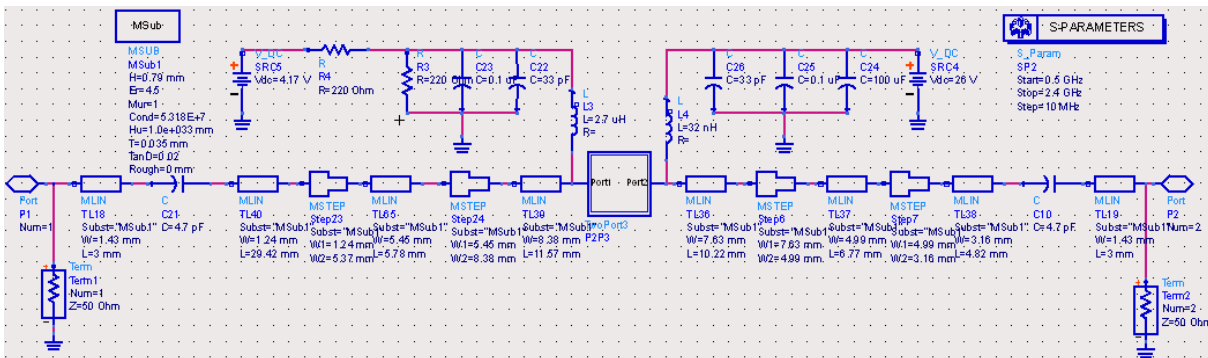 MSub
MSUB
MSub1
H=0.79 mm
Er=4.5
Mur=1
Cond=5.318E+7
Hu=1.0e+033 mm
T=0.035 mm
TanD=0.02
Rough=0 mm
V_DC
SRC5
Vdc=4.17 V
R
R4
R=220 Ohm
R
R3
R=220 Ohm
C
C23
C=0.1 uF
C
C22
C=33 pF
L
L3
L=2.7 uH
R=
L
L4
L=32 nH
R=
C
C26
C=33 pF
C
C25
C=0.1 uF
C
C24
C=100 uF
V_DC
SRC4
Vdc=26 V
S-PARAMETERS
S_Param
SP2
Start=0.5 GHz
Stop=2.4 GHz
Step=10 MHz
Port
P1
Num=1
MLIN
TL18
Subst="MSub1"
W=1.43 mm
L=3 mm
C
C21
C=4.7 pF
MLIN
TL40
Subst="MSub1"
W=1.24 mm
L=29.42 mm
MSTEP
Step23
Subst="MSub1"
W1=1.24 mm
W2=5.37 mm
MLIN
TL65
Subst="MSub1"
W=5.45 mm
L=5.78 mm
MSTEP
Step24
Subst="MSub1"
W1=5.45 mm
W2=8.38 mm
MLIN
TL39
Subst="MSub1"
W=8.38 mm
L=11.57 mm
Port1
Port2
TwoPort3
P2P3
MLIN
TL36
Subst="MSub1"
W=7.63 mm
L=10.22 mm
MSTEP
Step6
Subst="MSub1"
W1=7.63 mm
W2=4.99 mm
MLIN
TL37
Subst="MSub1"
W=4.99 mm
L=6.77 mm
MSTEP
Step7
Subst="MSub1"
W1=4.99 mm
W2=3.16 mm
MLIN
TL38
Subst="MSub1"
W=3.16 mm
L=4.82 mm
C
C10
C=4.7 pF
MLIN
TL19
Subst="MSub1"
W=1.43 mm
L=3 mm
Port
P2
Num=2
Term
Term1
Num=1
Z=50 Ohm
Term
Term2
Num=2
Z=50 Ohm